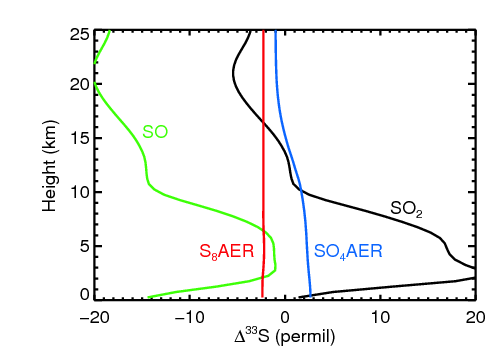 25
20
15
10
5
0
Height (km)
SO
SO₂
S₈AER
SO₄AER
−20 −10 0 10 20
Δ³³S (permil)